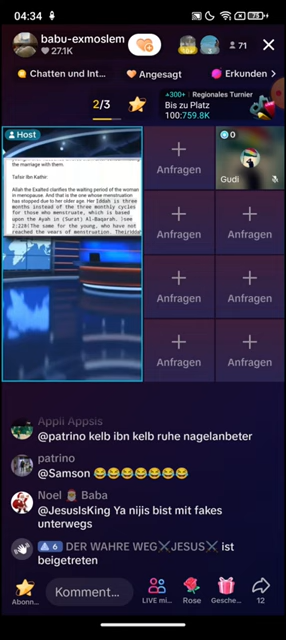 04:34
75
babu-exmoslem
27.1K
71
Chatten und Int...
Angesagt
Erkunden
2/3
+300↑ | Regionales Turnier
Bis zu Platz
100:759.8K
Host
the marriage with them.
Tafsir Ibn Kathir:
Allah the Exalted clarifies the waiting period of the woman
in menopause. And that is the one whose menstruation
has stopped due to her older age. Her Iddah is three
months instead of the three monthly cycles
for those who menstruate, which is based
upon the Ayah in (Surat) Al-Baqarah. (see
2:228)The same for the young, who have not
reached the years of menstruation.
Anfragen
0
Gudi
Anfragen
Anfragen
Anfragen
Anfragen
Anfragen
Anfragen
Appli Appsis
@patrino kelb ibn kelb ruhe nagelanbeter
patrino
@Samson 😂😂😂😂😂😂😂
Noel Baba
@JesusIsKing Ya nijis bist mit fakes
unterwegs
6 DER WAHRE WEG⚔JESUS⚔ ist
beigetreten
Abonn...
Komment...
LIVE mi...
Rose
Gesche...
12